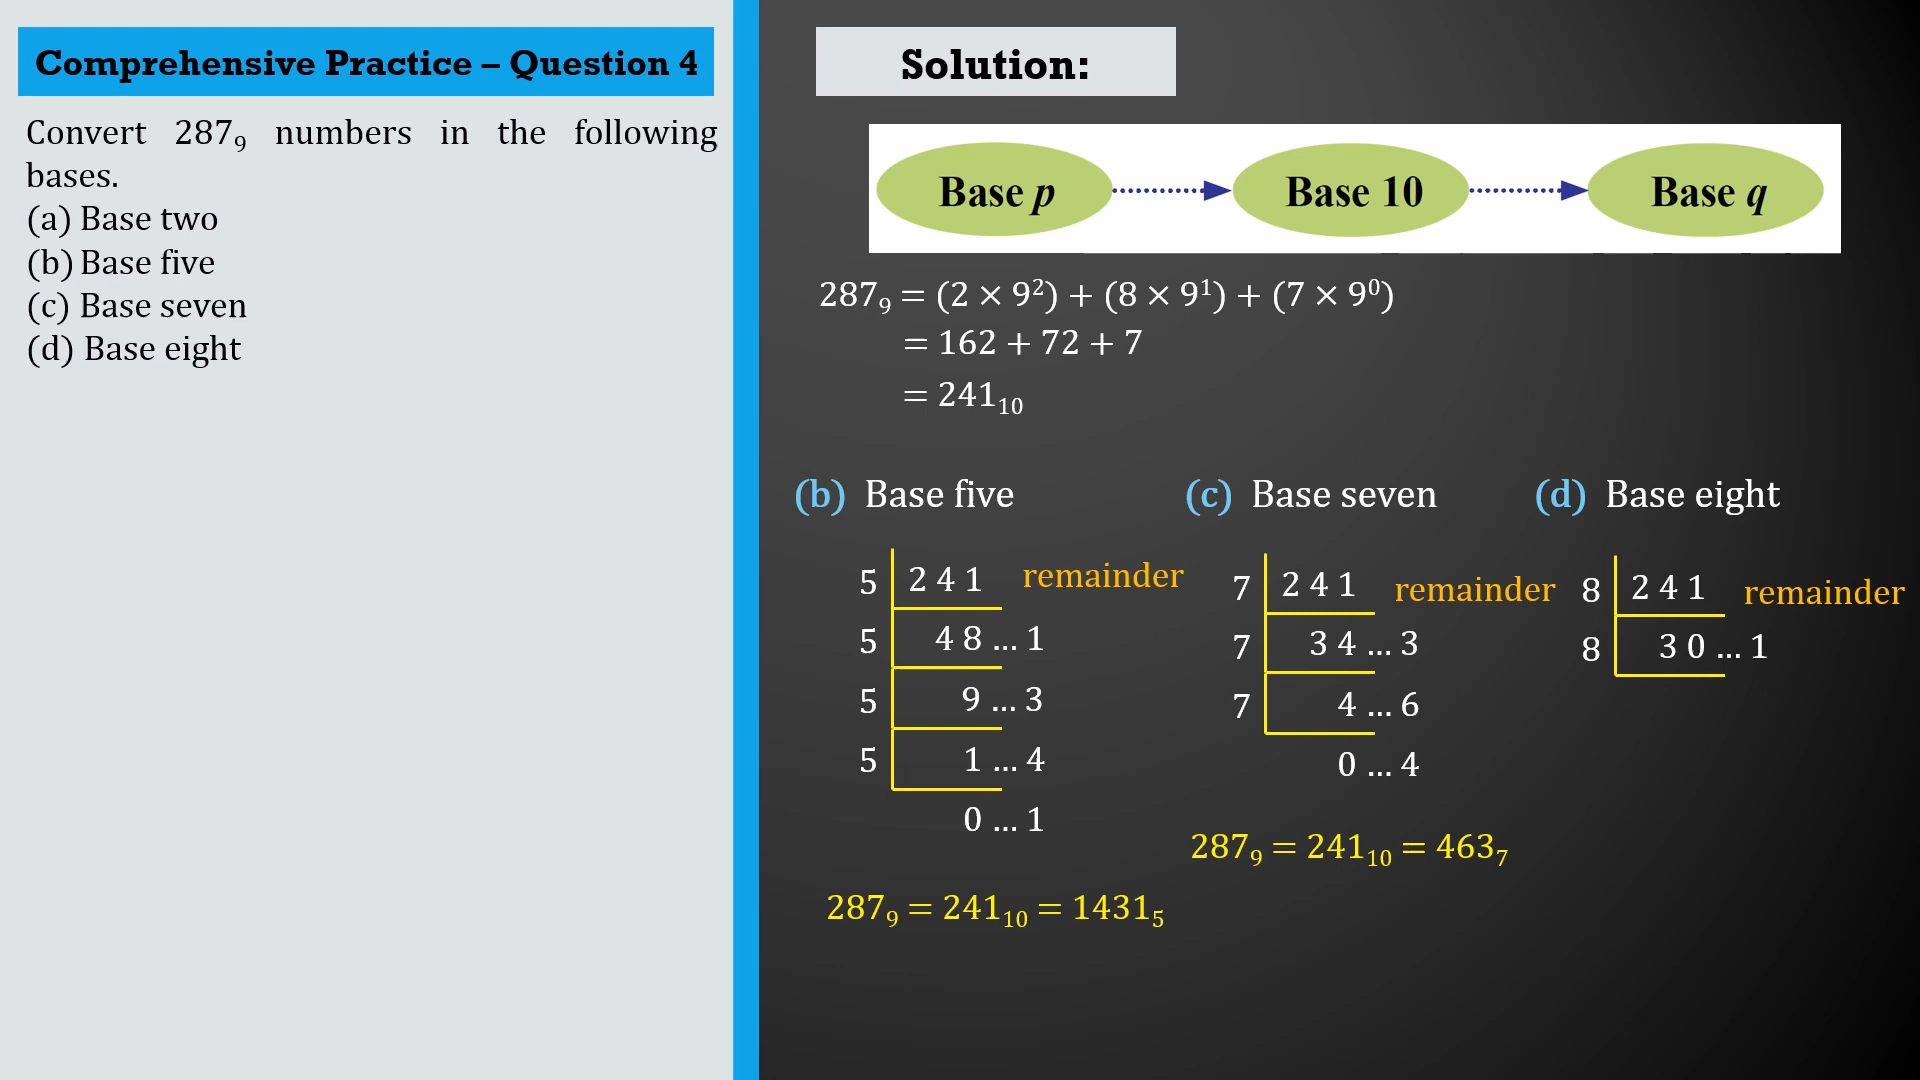 Comprehensive Practice – Question 4
Convert 287₉ numbers in the following
bases.
(a) Base two
(b) Base five
(c) Base seven
(d) Base eight
Solution:
Base p
Base 10
Base q
287₉ = (2 × 9²) + (8 × 9¹) + (7 × 9⁰)
= 162 + 72 + 7
= 241₁₀
(b) Base five
5 2 4 1 remainder
5 4 8 ... 1
5 9 ... 3
5 1 ... 4
0 ... 1
287₉ = 241₁₀ = 1431₅
(c) Base seven
7 2 4 1 remainder
7 3 4 ... 3
7 4 ... 6
0 ... 4
287₉ = 241₁₀ = 463₇
(d) Base eight
8 2 4 1 remainder
8 3 0 ... 1